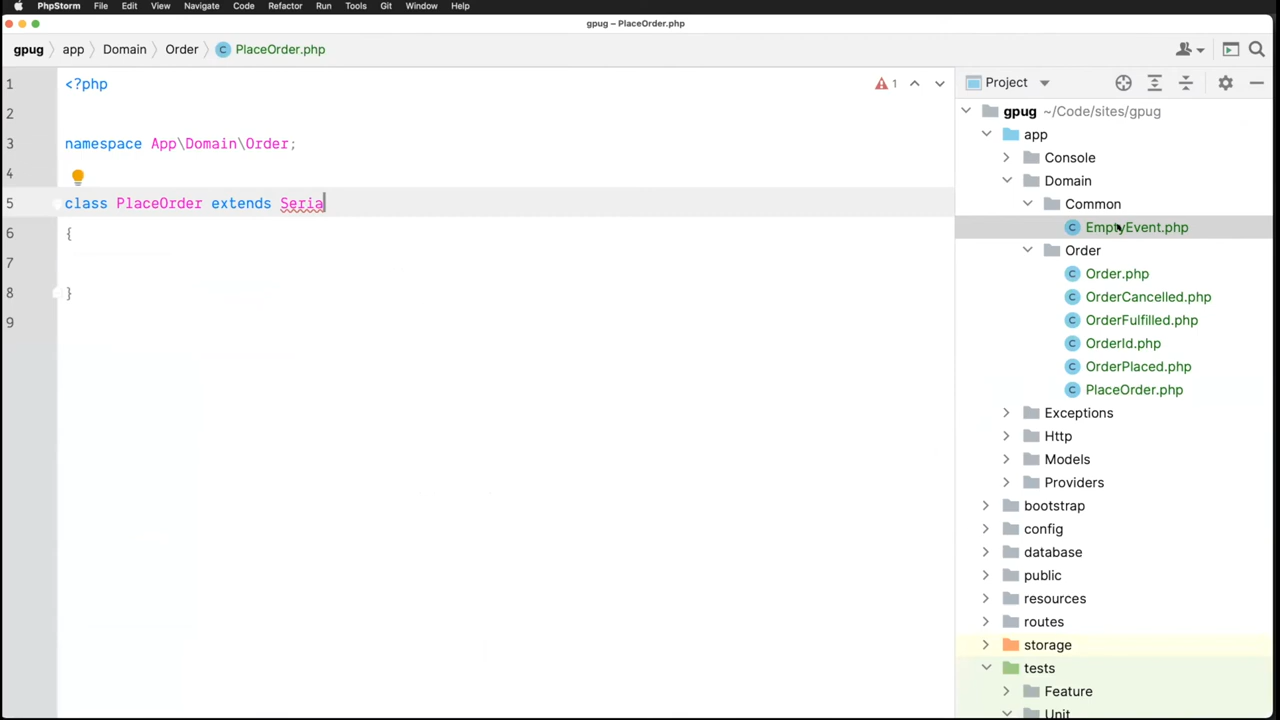 PhpStorm File Edit View Navigate Code Refactor Run Tools Git Window Help
gpug – PlaceOrder.php
gpug app Domain Order PlaceOrder.php
1 <?php
2
3 namespace App\Domain\Order;
4
5 class PlaceOrder extends Seria
6 {
7
8 }
9
1
Project
gpug ~/Code/sites/gpug
app
Console
Domain
Common
EmptyEvent.php
Order
Order.php
OrderCancelled.php
OrderFulfilled.php
OrderId.php
OrderPlaced.php
PlaceOrder.php
Exceptions
Http
Models
Providers
bootstrap
config
database
public
resources
routes
storage
tests
Feature
Unit